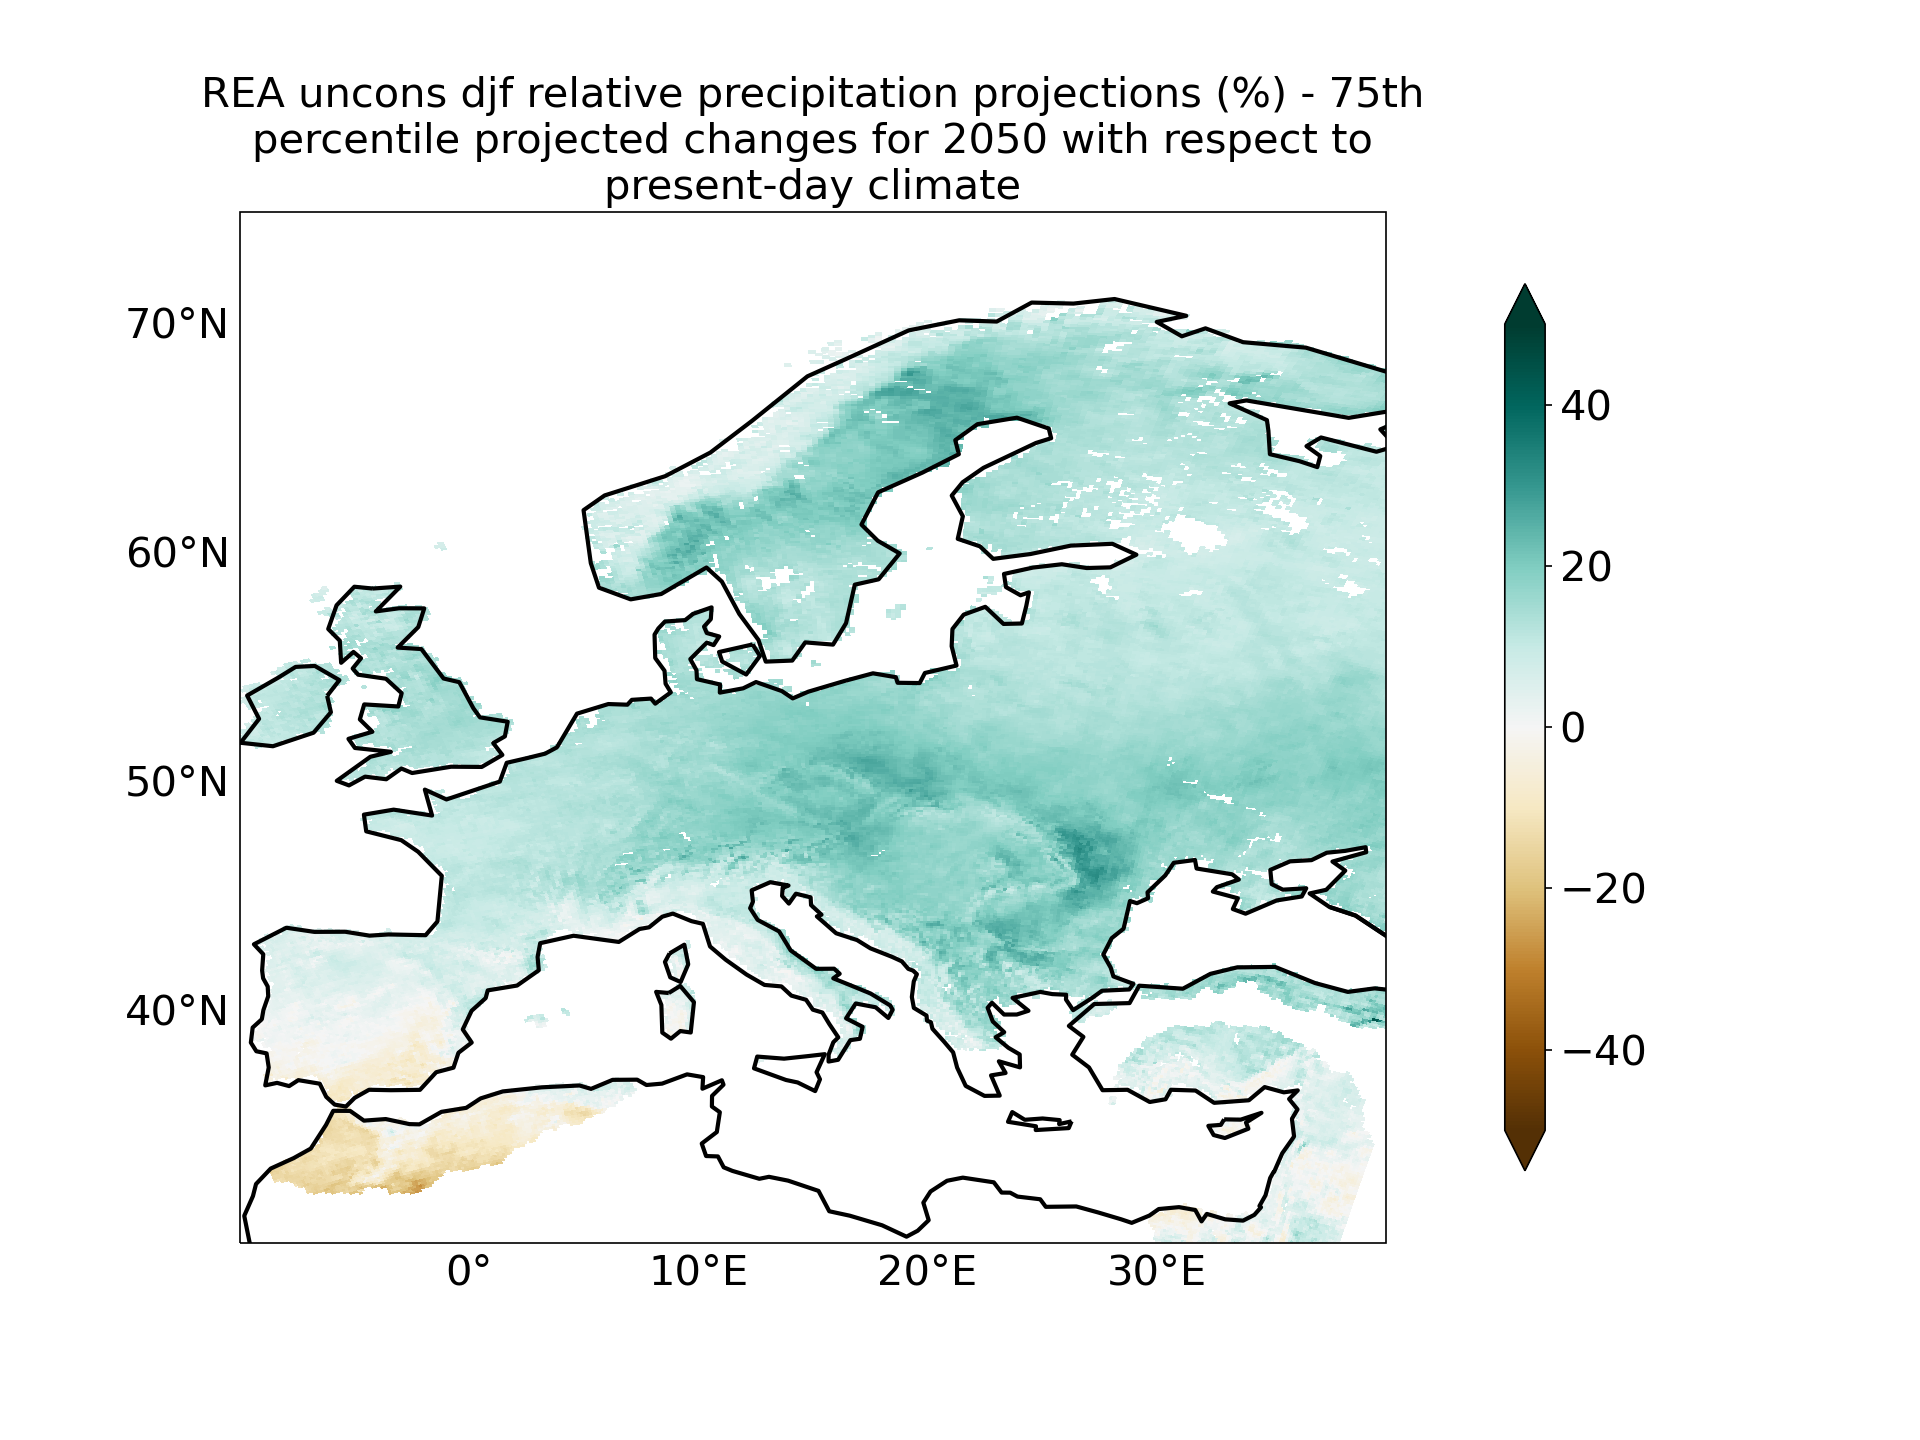 REA uncons djf relative precipitation projections (%) - 75th
percentile projected changes for 2050 with respect to
present-day climate
70°N
60°N
50°N
40°N
0°
10°E
20°E
30°E
40
20
0
−20
−40